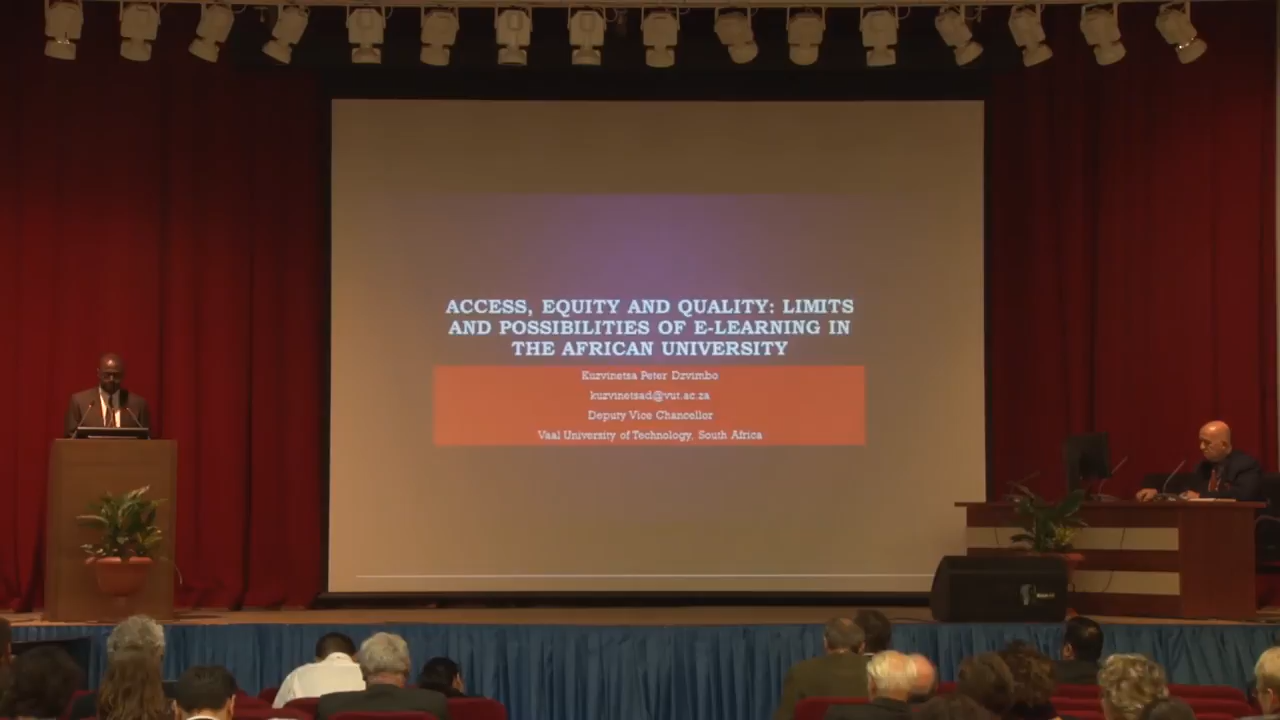 ACCESS, EQUITY AND QUALITY: LIMITS
AND POSSIBILITIES OF E-LEARNING IN
THE AFRICAN UNIVERSITY
Kuzvinetsa Peter Dzvimbo
kuzvinetsad@vut.ac.za
Deputy Vice Chancellor
Vaal University of Technology, South Africa